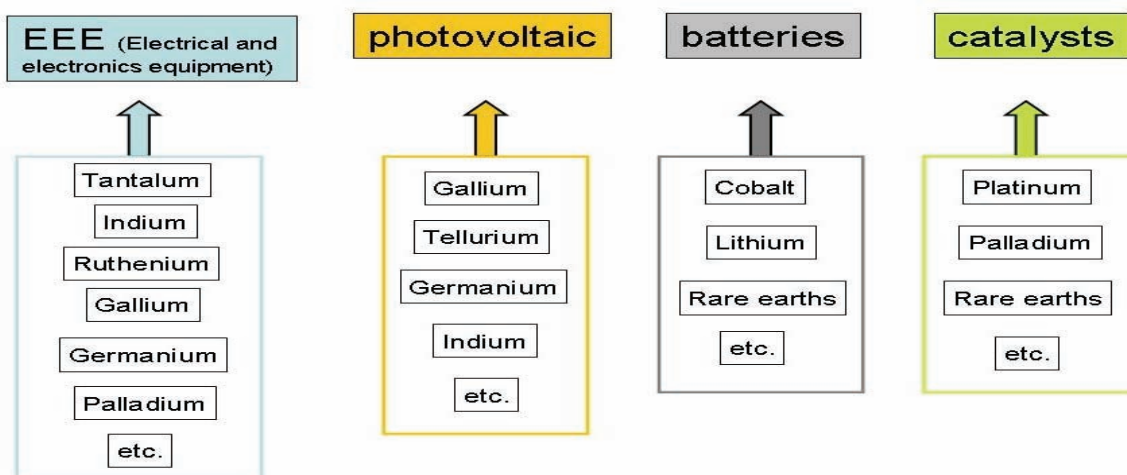 EEE (Electrical and
electronics equipment)
Tantalum
Indium
Ruthenium
Gallium
Germanium
Palladium
etc.
photovoltaic
Gallium
Tellurium
Germanium
Indium
etc.
batteries
Cobalt
Lithium
Rare earths
etc.
catalysts
Platinum
Palladium
Rare earths
etc.